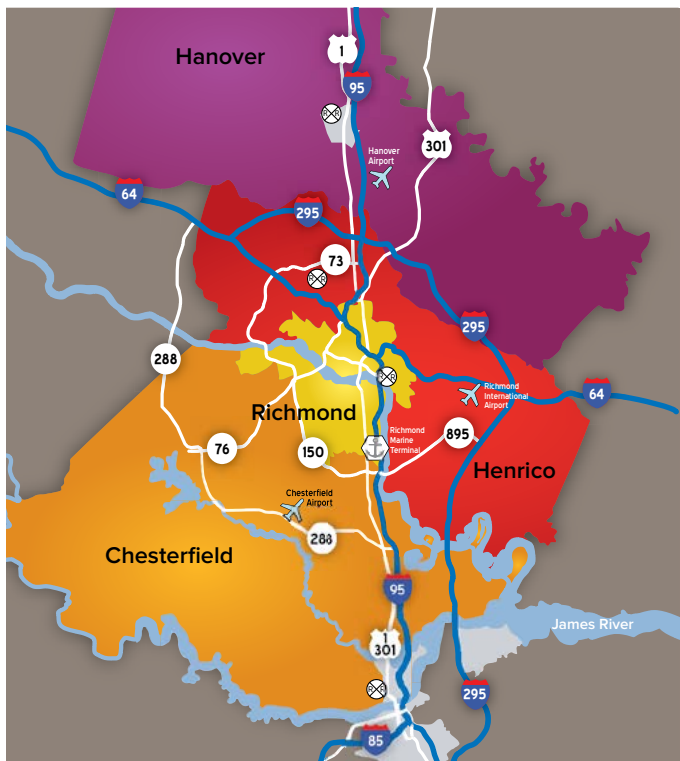 Hanover
1
95
301
Hanover
Airport
64
295
73
295
288
Richmond
International
Airport
64
Richmond
Richmond
Marine
Terminal
895
76
150
Henrico
Chesterfield
Airport
288
Chesterfield
95
James River
1
301
295
85